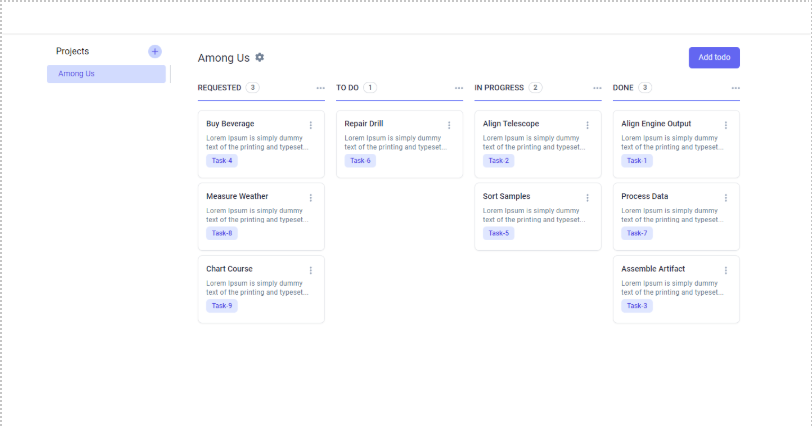 Projects
+
Among Us
Among Us
Add todo
REQUESTED 3
Buy Beverage
Lorem Ipsum is simply dummy
text of the printing and typeset...
Task-4
Measure Weather
Lorem Ipsum is simply dummy
text of the printing and typeset...
Task-8
Chart Course
Lorem Ipsum is simply dummy
text of the printing and typeset...
Task-9
TO DO 1
Repair Drill
Lorem Ipsum is simply dummy
text of the printing and typeset...
Task-6
IN PROGRESS 2
Align Telescope
Lorem Ipsum is simply dummy
text of the printing and typeset...
Task-2
Sort Samples
Lorem Ipsum is simply dummy
text of the printing and typeset...
Task-5
DONE 3
Align Engine Output
Lorem Ipsum is simply dummy
text of the printing and typeset...
Task-1
Process Data
Lorem Ipsum is simply dummy
text of the printing and typeset...
Task-7
Assemble Artifact
Lorem Ipsum is simply dummy
text of the printing and typeset...
Task-3